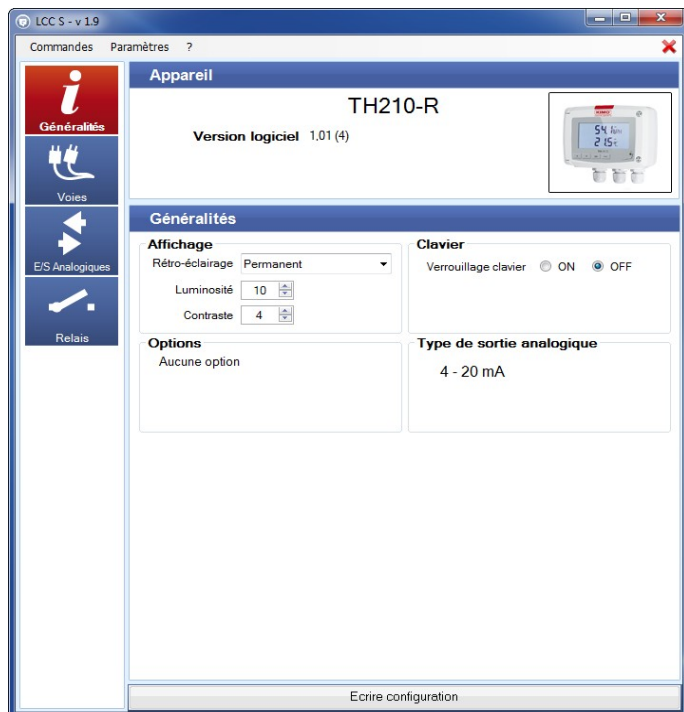 LCC S - v 1.9
Commandes Paramètres ?
Généralités
Voies
E/S Analogiques
Relais
Appareil
TH210-R
Version logiciel 1.01 (4)
Généralités
Affichage
Rétro-éclairage Permanent
Luminosité 10
Contraste 4
Clavier
Verrouillage clavier ON OFF
Options
Aucune option
Type de sortie analogique
4 - 20 mA
Ecrire configuration